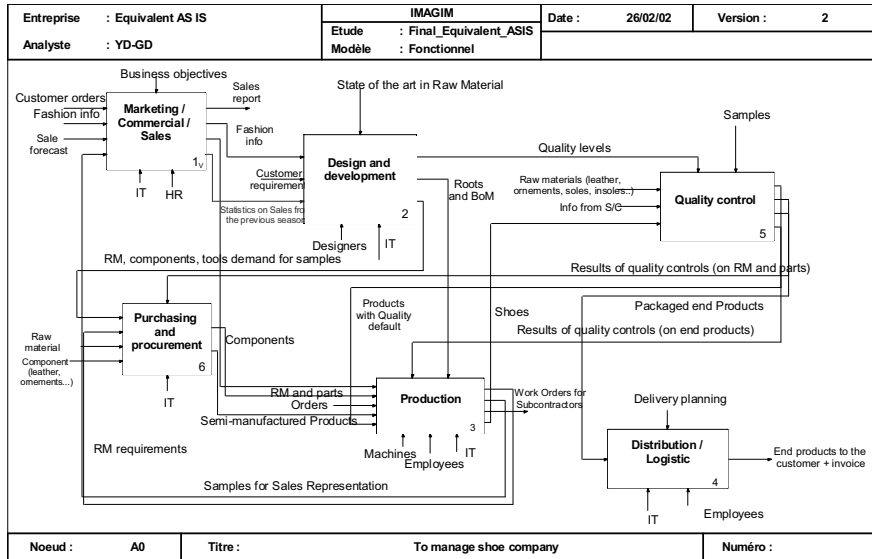 Entreprise : Equivalent AS IS
Analyste : YD-GD
IMAGIM
Etude : Final_Equivalent_ASIS
Modèle : Fonctionnel
Date : 26/02/02
Version : 2
Business objectives
Customer orders
Fashion info
Sale
forecast
Marketing /
Commercial /
Sales
1v
Sales
report
Fashion
info
IT
HR
State of the art in Raw Material
Customer
requirement
Statistics on Sales fro
the previous season
Design and
development
2
Designers
IT
Quality levels
Roots
and BoM
Samples
Raw materials (leather,
ornements, soles, insoles..)
Info from S/C
Quality control
5
RM, components, tools demand for samples
Results of quality controls (on RM and parts)
Packaged end Products
Products
with Quality
default
Shoes
Results of quality controls (on end products)
Raw
material
Component
(leather,
ornements...)
Purchasing
and
procurement
6
IT
Components
RM and parts
Orders
Semi-manufactured Products
Production
3
Work Orders for
Subcontractors
Machines
Employees
IT
Delivery planning
Distribution /
Logistic
4
End products to the
customer + invoice
IT
Employees
RM requirements
Samples for Sales Representation
Noeud : A0
Titre : To manage shoe company
Numéro :